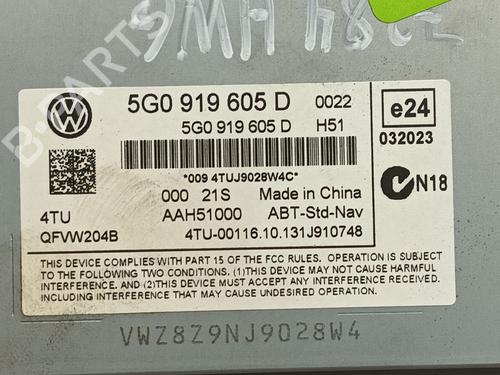 5G0 919 605 D 0022
5G0 919 605 D H51
e24
032023
*009 4TUJ9028W4C*
N18
000 21S Made in China
4TU AAH51000 ABT-Std-Nav
QFVW204B 4TU-00116.10.131J910748
THIS DEVICE COMPLIES WITH PART 15 OF THE FCC RULES. OPERATION IS SUBJECT
TO THE FOLLOWING TWO CONDITIONS. (1)THIS DEVICE MAY NOT CAUSE HARMFUL
INTERFERENCE. AND (2)THIS DEVICE MUST ACCEPT ANY INTERFERENCE RECEIVED.
INCLUDING INTERFERENCE THAT MAY CAUSE UNDESIRED OPERATION.
VWZ8Z9NJ9028W4
B-PARTS